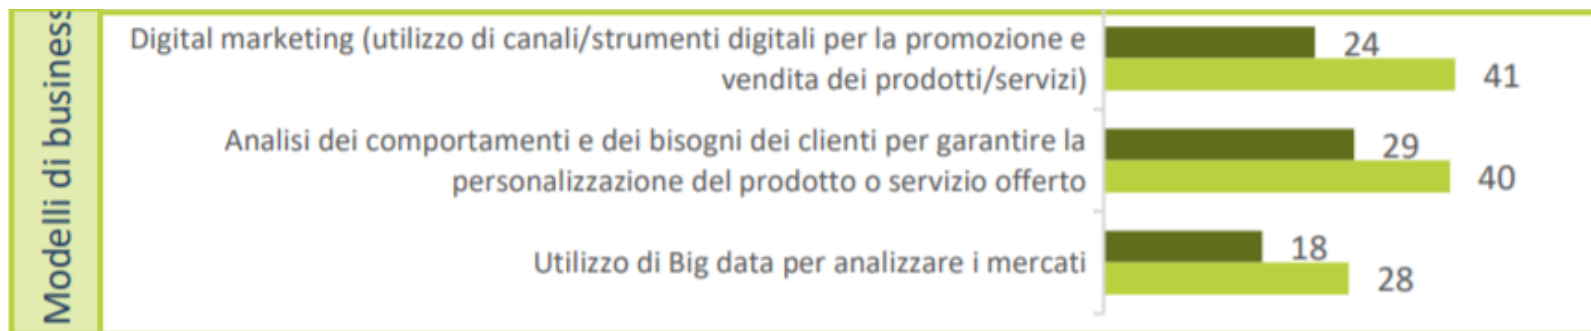 Modelli di business
Digital marketing (utilizzo di canali/strumenti digitali per la promozione e
vendita dei prodotti/servizi)
24
41
Analisi dei comportamenti e dei bisogni dei clienti per garantire la
personalizzazione del prodotto o servizio offerto
29
40
Utilizzo di Big data per analizzare i mercati
18
28